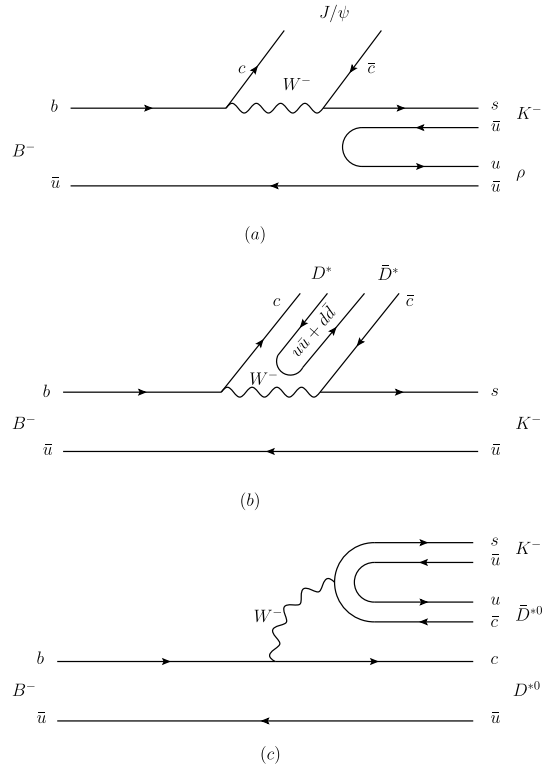 J/ψ
c
c̄
W⁻
b
s
K⁻
ū
B⁻
u
ρ
ū
ū
(a)
D*
D̄*
c
uū + dd̄
c̄
W⁻
b
s
B⁻
K⁻
ū
ū
(b)
s
K⁻
ū
W⁻
u
D̄*⁰
c̄
b
c
B⁻
D*⁰
ū
ū
(c)